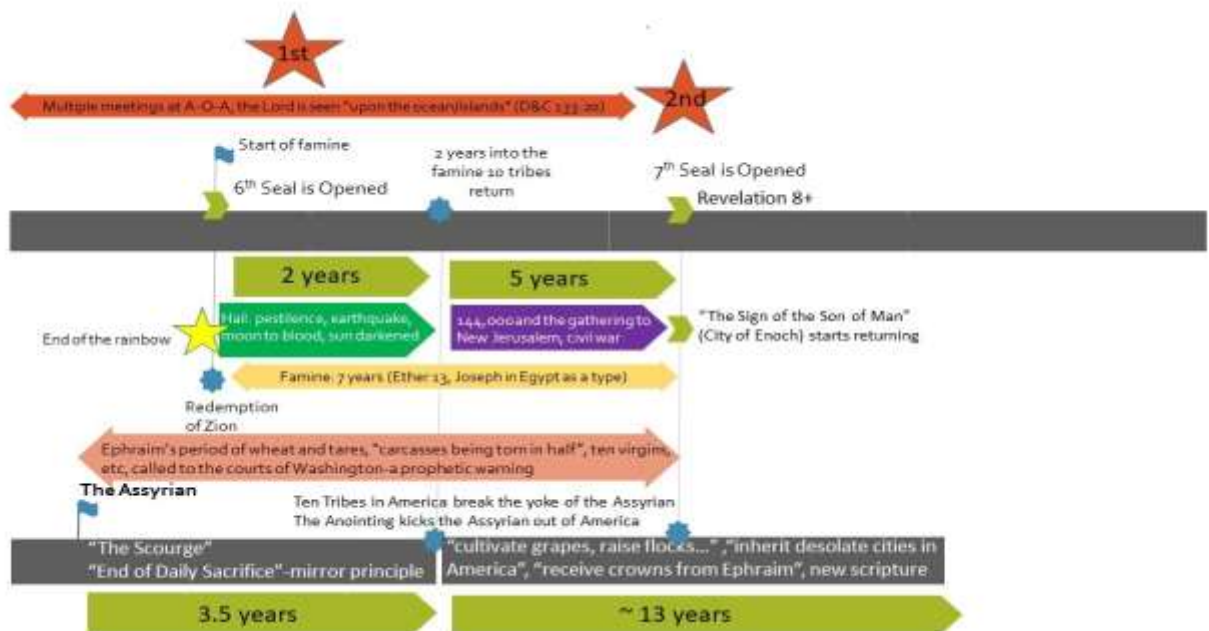 1st
Multiple meetings at A-O-A, the Lord is seen "upon the ocean/islands" (D&C 133:20)
2nd
Start of famine
2 years into the
famine 10 tribes
return
6th Seal is Opened
7th Seal is Opened
Revelation 8+
2 years
5 years
End of the rainbow
Hail, pestilence, earthquake,
moon to blood, sun darkened
144,000 and the gathering to
New Jerusalem, civil war
"The Sign of the Son of Man"
(City of Enoch) starts returning
Famine: 7 years (Ether 13, Joseph in Egypt as a type)
Redemption
of Zion
Ephraim's period of wheat and tares, "carcasses being torn in half", ten virgins,
etc, called to the courts of Washington-a prophetic warning
The Assyrian
Ten Tribes in America break the yoke of the Assyrian
The Anointing kicks the Assyrian out of America
"The Scourge"
"End of Daily Sacrifice"-mirror principle
"cultivate grapes, raise flocks..." ,"inherit desolate cities in
America", "receive crowns from Ephraim", new scripture
3.5 years
~ 13 years